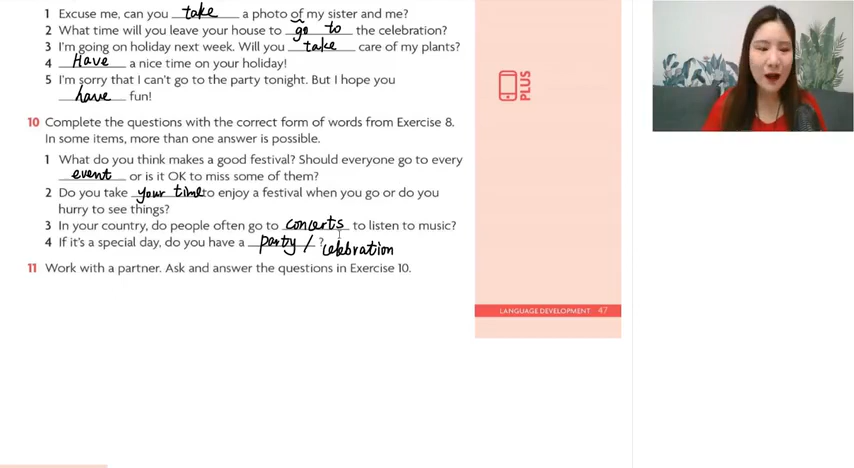 1 Excuse me, can you take a photo of my sister and me?
2 What time will you leave your house to go to the celebration?
3 I'm going on holiday next week. Will you take care of my plants?
4 Have a nice time on your holiday!
5 I'm sorry that I can't go to the party tonight. But I hope you
have fun!
10 Complete the questions with the correct form of words from Exercise 8.
In some items, more than one answer is possible.
1 What do you think makes a good festival? Should everyone go to every
event or is it OK to miss some of them?
2 Do you take your time to enjoy a festival when you go or do you
hurry to see things?
3 In your country, do people often go to concerts to listen to music?
4 If it's a special day, do you have a party / ? celebration
11 Work with a partner. Ask and answer the questions in Exercise 10.
PLUS
LANGUAGE DEVELOPMENT 47